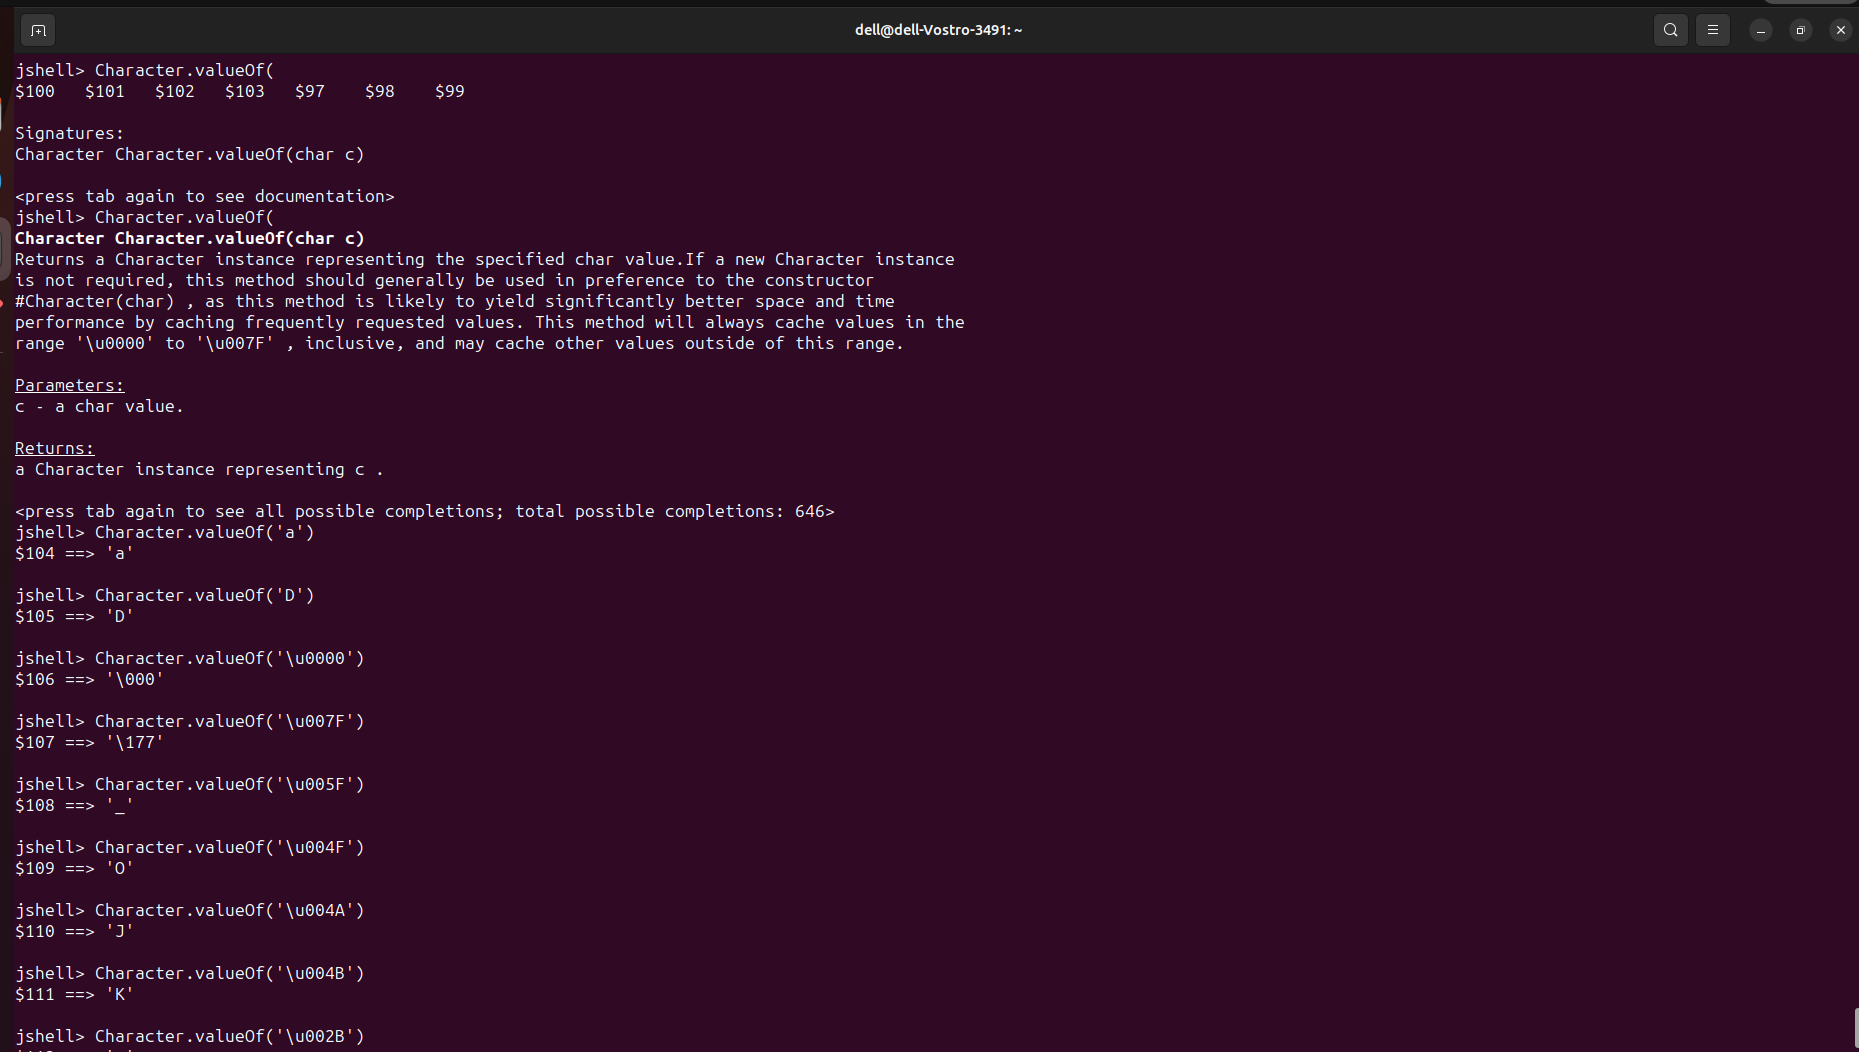 dell@dell-Vostro-3491: ~
jshell> Character.valueOf(
$100   $101   $102   $103   $97    $98    $99
Signatures:
Character Character.valueOf(char c)
<press tab again to see documentation>
jshell> Character.valueOf(
Character Character.valueOf(char c)
Returns a Character instance representing the specified char value.If a new Character instance
is not required, this method should generally be used in preference to the constructor
#Character(char) , as this method is likely to yield significantly better space and time
performance by caching frequently requested values. This method will always cache values in the
range '\u0000' to '\u007F' , inclusive, and may cache other values outside of this range.
Parameters:
c - a char value.
Returns:
a Character instance representing c .
<press tab again to see all possible completions; total possible completions: 646>
jshell> Character.valueOf('a')
$104 ==> 'a'
jshell> Character.valueOf('D')
$105 ==> 'D'
jshell> Character.valueOf('\u0000')
$106 ==> '\000'
jshell> Character.valueOf('\u007F')
$107 ==> '\177'
jshell> Character.valueOf('\u005F')
$108 ==> '_'
jshell> Character.valueOf('\u004F')
$109 ==> 'O'
jshell> Character.valueOf('\u004A')
$110 ==> 'J'
jshell> Character.valueOf('\u004B')
$111 ==> 'K'
jshell> Character.valueOf('\u002B')